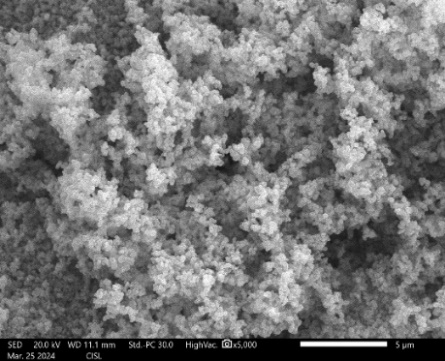 SED 20.0 kV WD 11.1 mm Std.-PC 30.0 HighVac. x5,000 5 µm
Mar. 25 2024 CISL